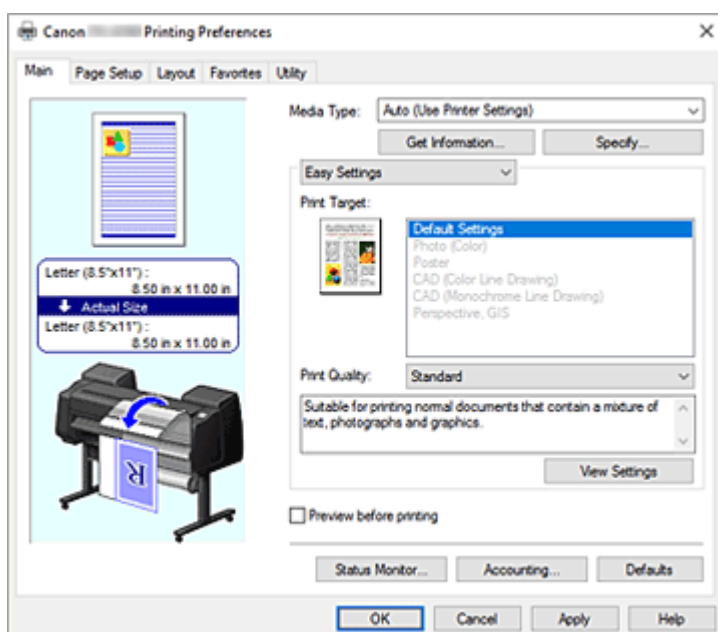 Canon Printing Preferences
Main Page Setup Layout Favorites Utility
Media Type: Auto (Use Printer Settings)
Get Information... Specify...
Easy Settings
Print Target:
Default Settings
Photo (Color)
Poster
CAD (Color Line Drawing)
CAD (Monochrome Line Drawing)
Perspective, GIS
Letter (8.5"x11") :
8.50 in x 11.00 in
Actual Size
Letter (8.5"x11") :
8.50 in x 11.00 in
R
Print Quality: Standard
Suitable for printing normal documents that contain a mixture of
text, photographs and graphics.
View Settings
Preview before printing
Status Monitor... Accounting... Defaults
OK Cancel Apply Help